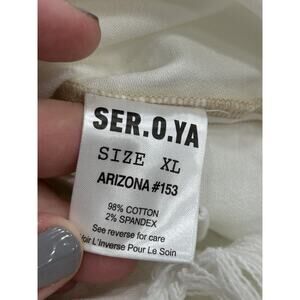 SER.O.YA
SIZE XL
ARIZONA #153
98% COTTON
2% SPANDEX
See reverse for care
Voir L'Inverse Pour Le Soin